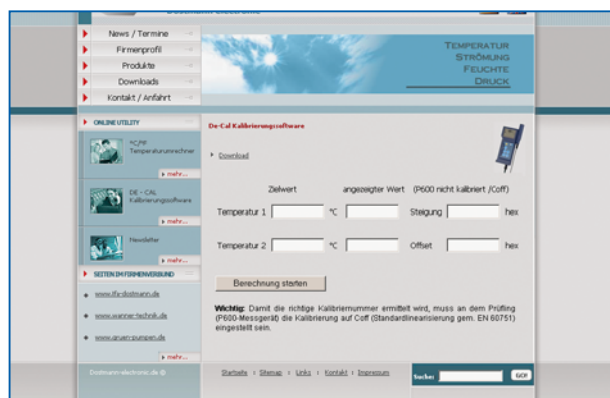 Dostmann electronic
News / Termine
Firmenprofil
Produkte
Downloads
Kontakt / Anfahrt
TEMPERATUR
STRÖMUNG
FEUCHTE
DRUCK
ONLINE UTILITY
°C/°F
Temperaturumrechner
mehr...
DE - CAL
Kalibrierungssoftware
mehr...
Newsletter
mehr...
SEITEN IM FIRMENVERBUND
www.lfs-dostmann.de
www.wanner-technik.de
www.gruen-pumpen.de
mehr...
Dostmann-electronic.de ©
De-Cal Kalibrierungssoftware
Download
Zielwert angezeigter Wert (P600 nicht kalibriert /Coff)
Temperatur 1 °C Steigung hex
Temperatur 2 °C Offset hex
Berechnung starten
Wichtig: Damit die richtige Kalibriernummer ermittelt wird, muss an dem Prüfling
(P600-Messgerät) die Kalibrierung auf Coff (Standardlinearisierung gem. EN 60751)
eingestellt sein.
Startseite Sitemap Links Kontakt Impressum
Suche: GO!